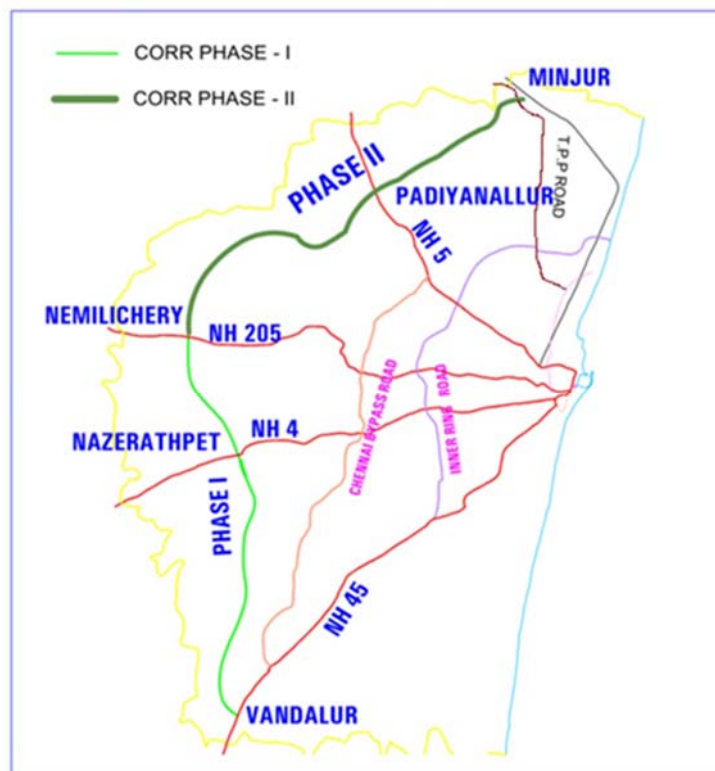 CORR PHASE - I
CORR PHASE - II
MINJUR
T.P.P ROAD
PHASE II
PADIYANALLUR
NH 5
NEMILICHERY
NH 205
CHENNAI BYPASS ROAD
INNER RING ROAD
NH 4
NAZERATHPET
PHASE I
NH 45
VANDALUR